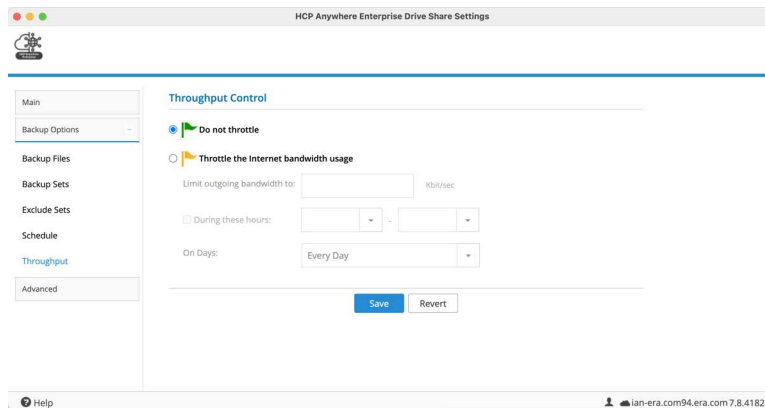 HCP Anywhere Enterprise Drive Share Settings
Main
Backup Options
Backup Files
Backup Sets
Exclude Sets
Schedule
Throughput
Advanced
Throughput Control
Do not throttle
Throttle the Internet bandwidth usage
Limit outgoing bandwidth to: Kbit/sec
During these hours: -
On Days: Every Day
Save Revert
Help
ian-era.com94.era.com 7.8.4182